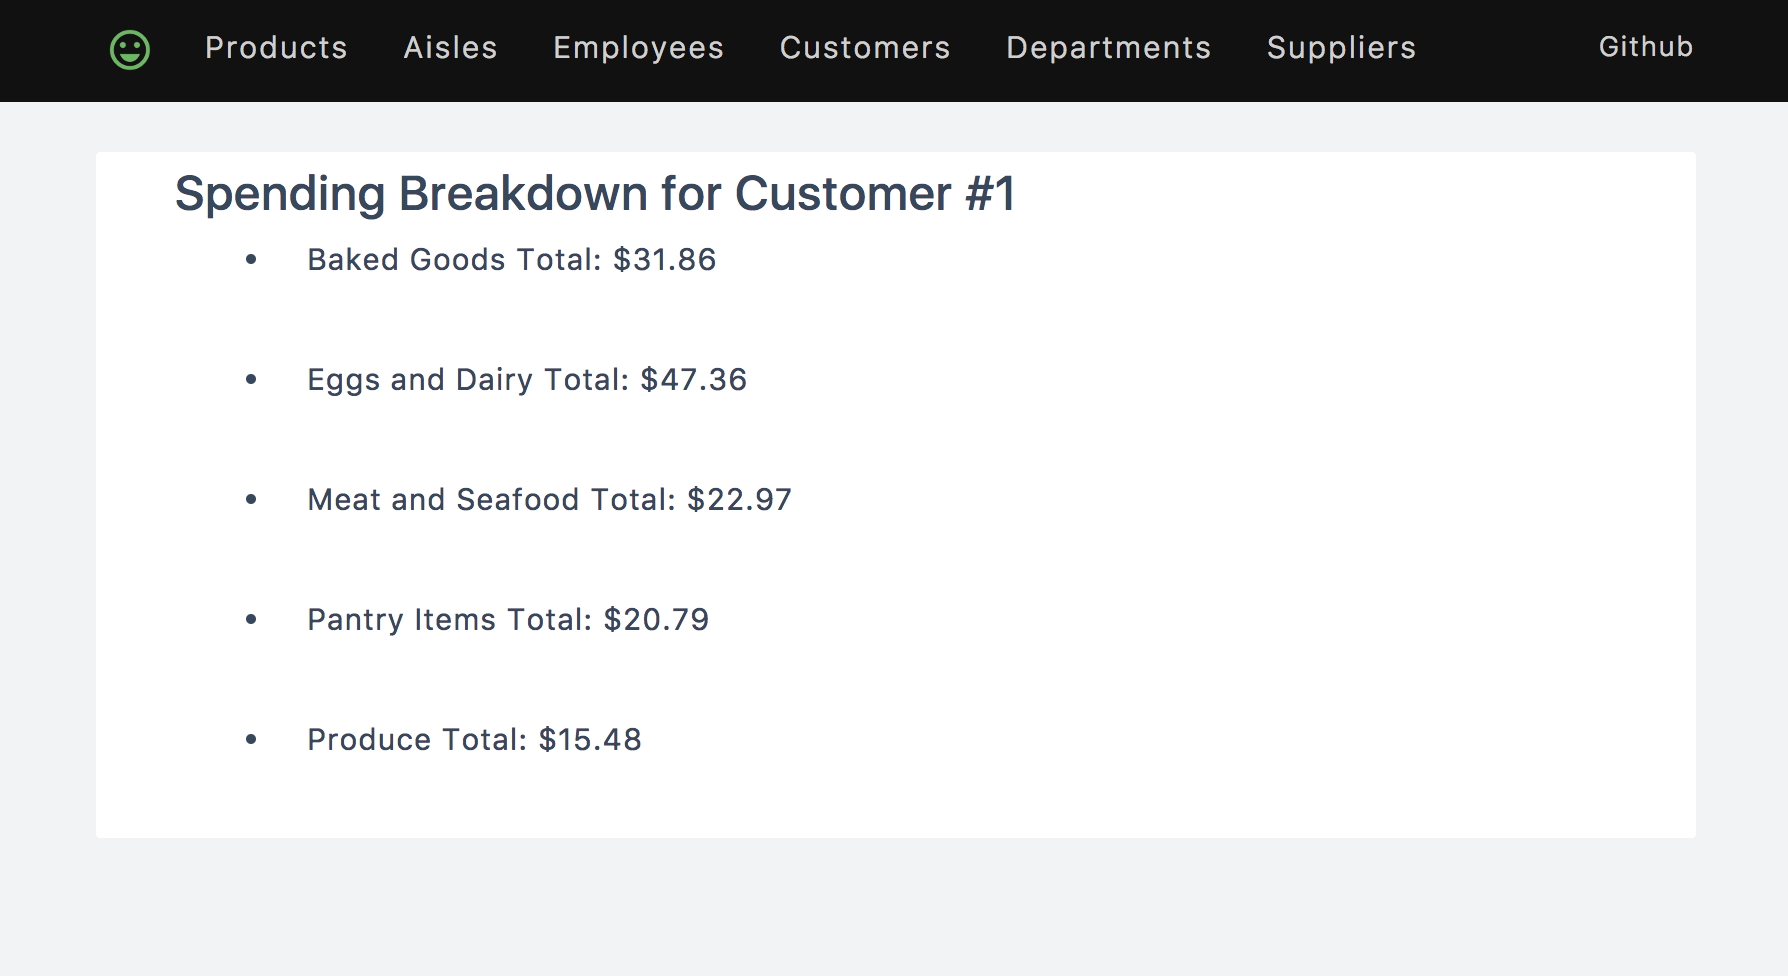 Products Aisles Employees Customers Departments Suppliers Github
Spending Breakdown for Customer #1
• Baked Goods Total: $31.86
• Eggs and Dairy Total: $47.36
• Meat and Seafood Total: $22.97
• Pantry Items Total: $20.79
• Produce Total: $15.48